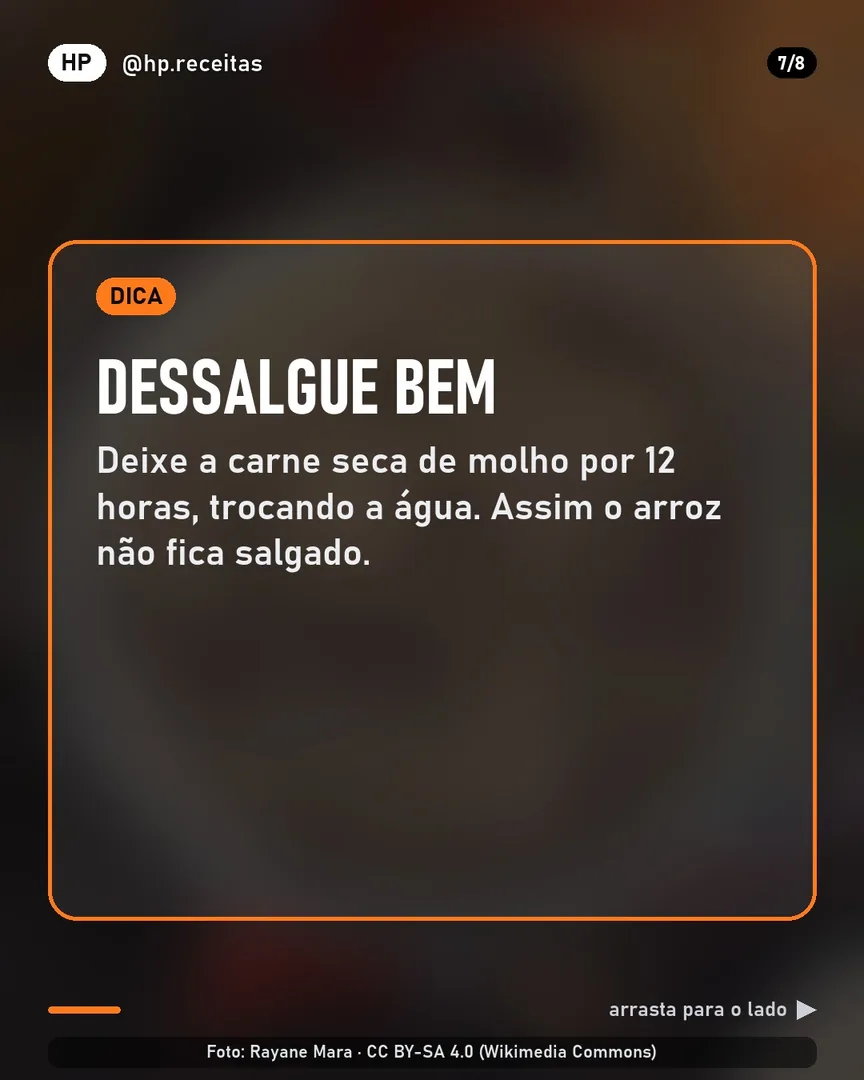 HP @hp.receitas 7/8
DICA
DESSALGUE BEM
Deixe a carne seca de molho por 12
horas, trocando a água. Assim o arroz
não fica salgado.
arrasta para o lado ▶
Foto: Rayane Mara · CC BY-SA 4.0 (Wikimedia Commons)